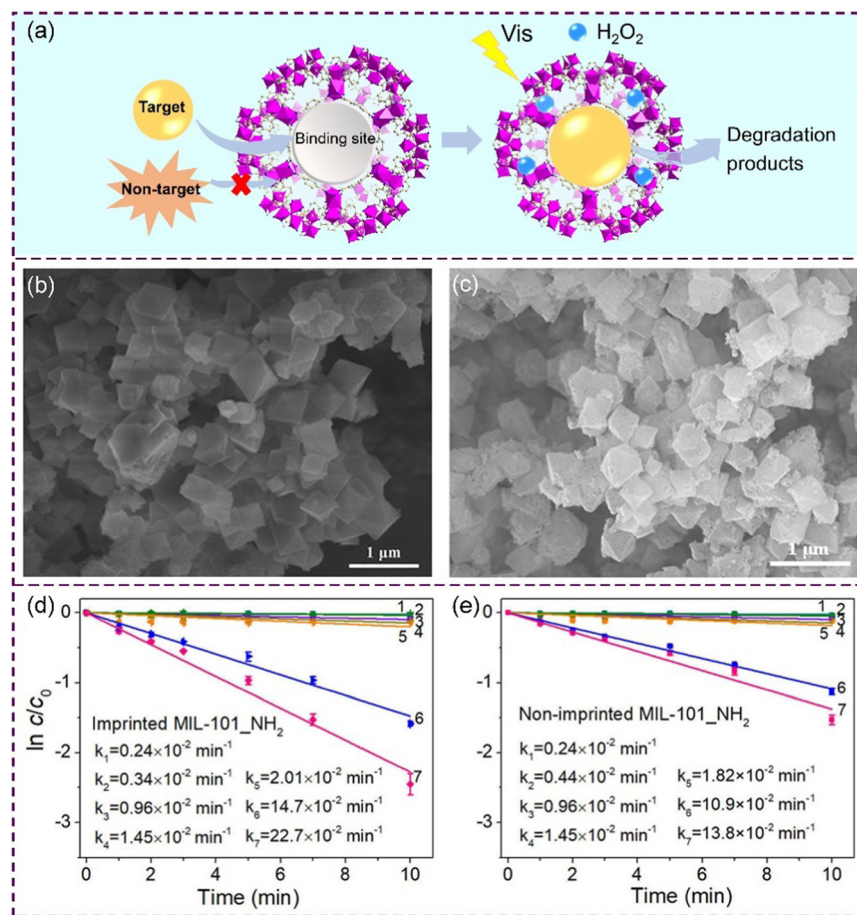 (a)
Vis
H₂O₂
Target
Binding site
Degradation
products
Non-target
(b)
1 μm
(c)
1 μm
(d)
0
-1
-2
-3
ln c/c₀
1
2
3
4
5
6
7
Imprinted MIL-101_NH₂
k₁=0.24×10⁻² min⁻¹
k₂=0.34×10⁻² min⁻¹
k₃=0.96×10⁻² min⁻¹
k₄=1.45×10⁻² min⁻¹
k₅=2.01×10⁻² min⁻¹
k₆=14.7×10⁻² min⁻¹
k₇=22.7×10⁻² min⁻¹
0 2 4 6 8 10
Time (min)
(e)
1
2
3
4
5
6
7
Non-imprinted MIL-101_NH₂
k₁=0.24×10⁻² min⁻¹
k₂=0.44×10⁻² min⁻¹
k₃=0.96×10⁻² min⁻¹
k₄=1.45×10⁻² min⁻¹
k₅=1.82×10⁻² min⁻¹
k₆=10.9×10⁻² min⁻¹
k₇=13.8×10⁻² min⁻¹
0 2 4 6 8 10
Time (min)